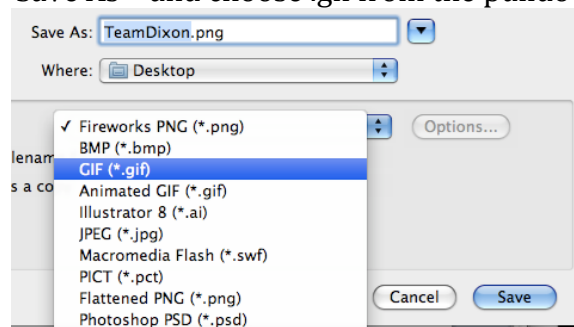 Save As: TeamDixon.png
Where: Desktop
✓ Fireworks PNG (*.png) Options...
BMP (*.bmp)
GIF (*.gif)
Animated GIF (*.gif)
Illustrator 8 (*.ai)
JPEG (*.jpg)
Macromedia Flash (*.swf)
PICT (*.pct)
Flattened PNG (*.png) Cancel Save
Photoshop PSD (*.psd)